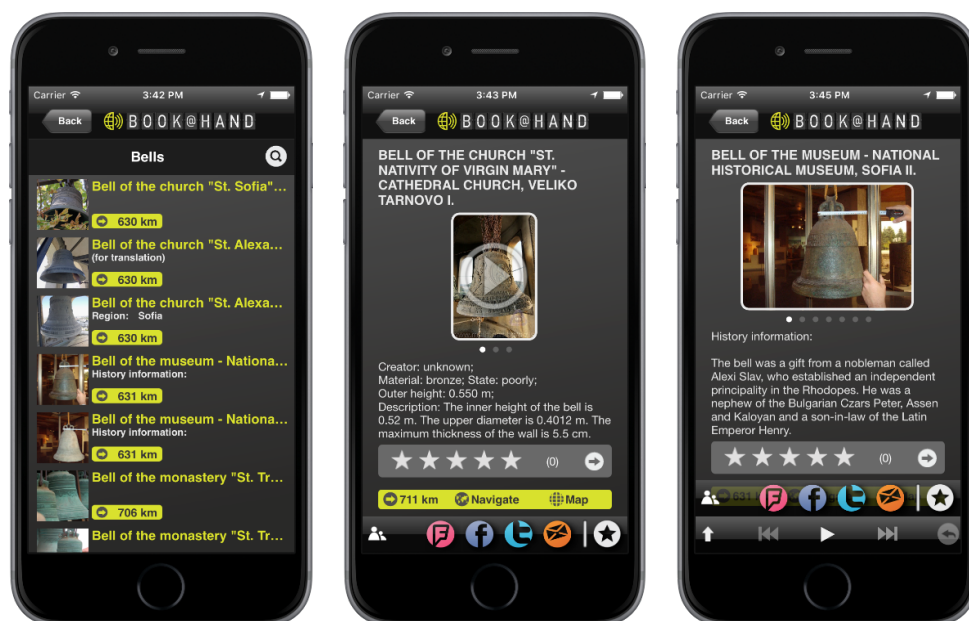 Carrier 3:42 PM
Back BOOK@HAND
Bells
Bell of the church "St. Sofia"...
630 km
Bell of the church "St. Alexa...
(for translation)
630 km
Bell of the church "St. Alexa...
Region: Sofia
630 km
Bell of the museum - Nationa...
History information:
631 km
Bell of the museum - Nationa...
History information:
631 km
Bell of the monastery "St. Tr...
706 km
Bell of the monastery "St. Tr...
Carrier 3:43 PM
Back BOOK@HAND
BELL OF THE CHURCH "ST.
NATIVITY OF VIRGIN MARY" -
CATHEDRAL CHURCH, VELIKO
TARNOVO I.
Creator: unknown;
Material: bronze; State: poorly;
Outer height: 0.550 m;
Description: The inner height of the bell is
0.52 m. The upper diameter is 0.4012 m. The
maximum thickness of the wall is 5.5 cm.
(0)
711 km Navigate Map
Carrier 3:45 PM
Back BOOK@HAND
BELL OF THE MUSEUM - NATIONAL
HISTORICAL MUSEUM, SOFIA II.
History information:
The bell was a gift from a nobleman called
Alexi Slav, who established an independent
principality in the Rhodopes. He was a
nephew of the Bulgarian Czars Peter, Assen
and Kaloyan and a son-in-law of the Latin
Emperor Henry.
(0)
631